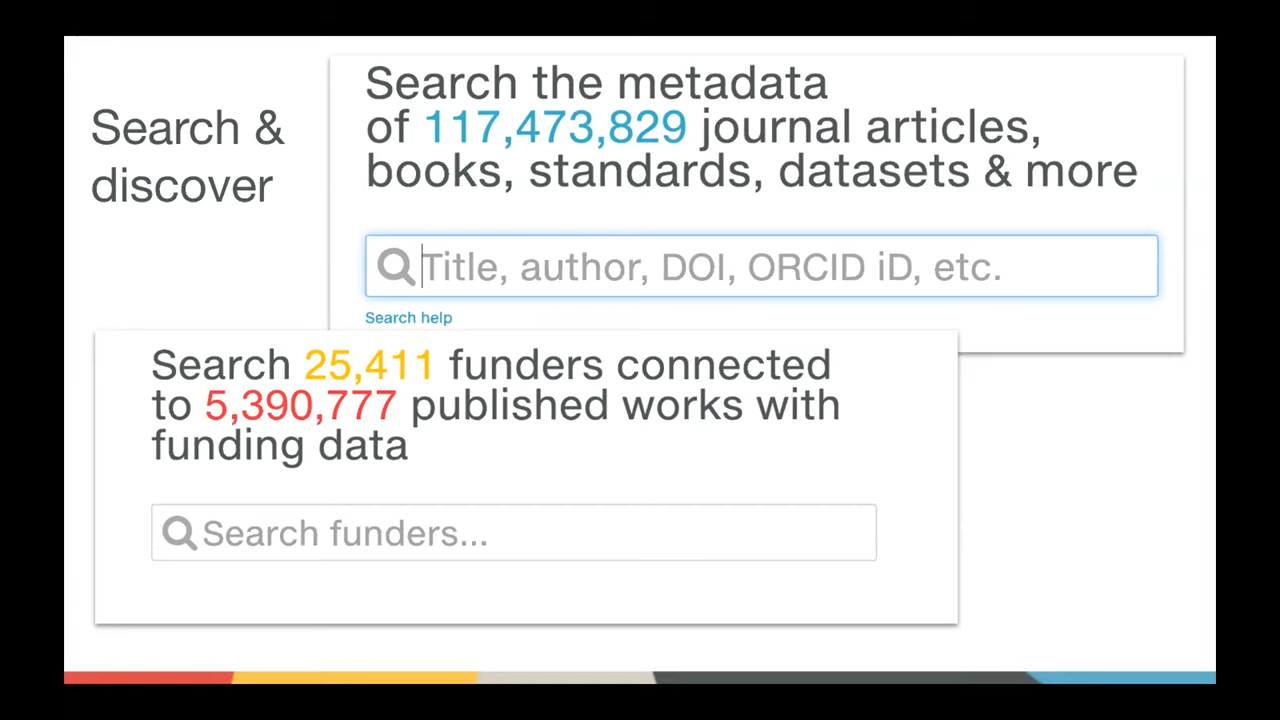 Search &
discover
Search the metadata
of 117,473,829 journal articles,
books, standards, datasets & more
Title, author, DOI, ORCID iD, etc.
Search help
Search 25,411 funders connected
to 5,390,777 published works with
funding data
Search funders...